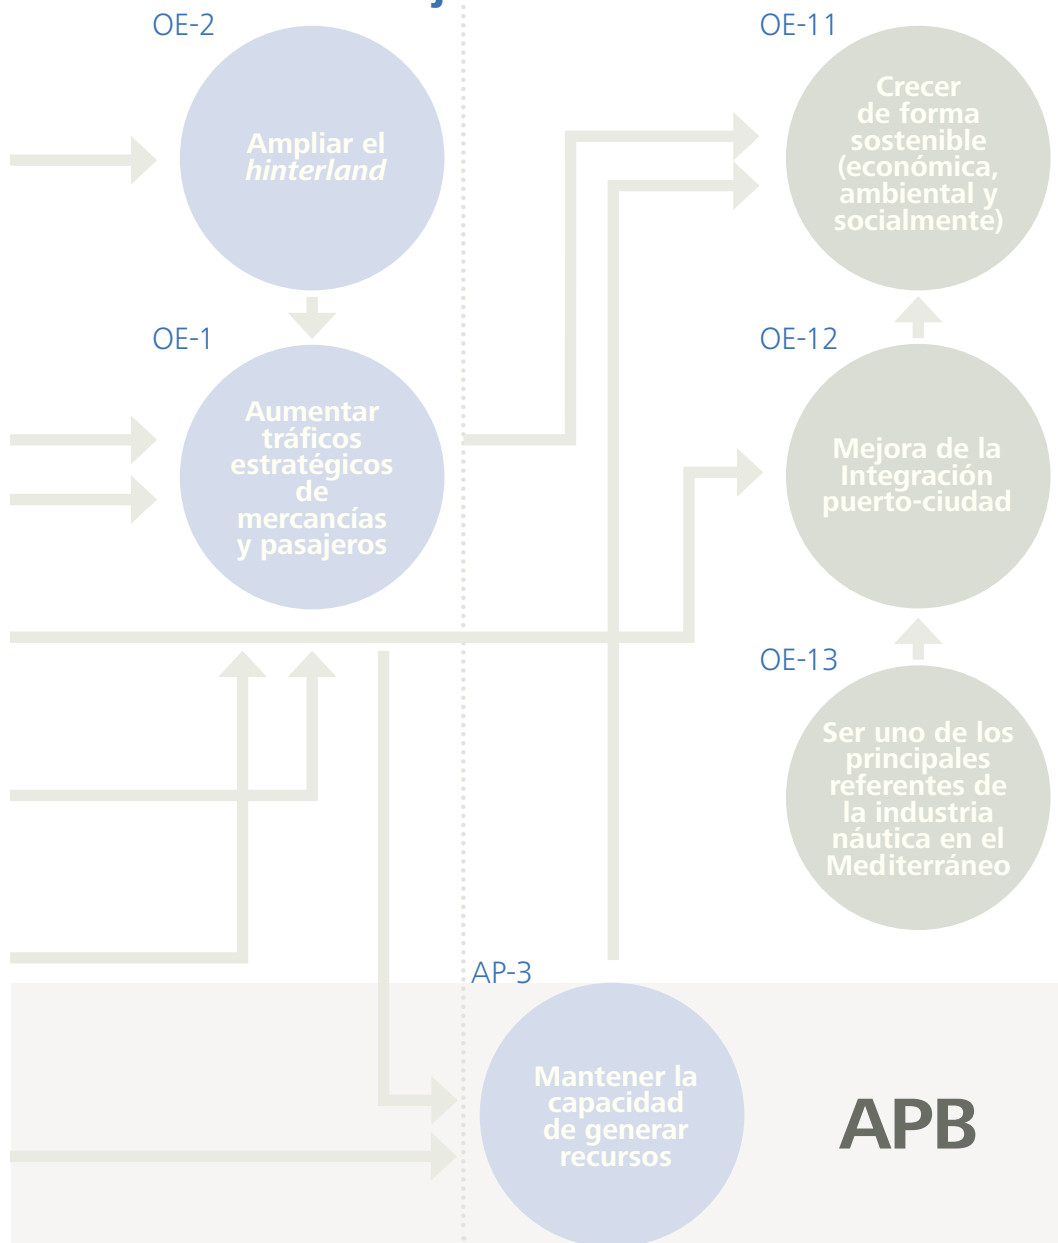 OE-2
Ampliar el
hinterland
OE-1
Aumentar
tráficos
estratégicos
de
mercancías
y pasajeros
OE-11
Crecer
de forma
sostenible
(económica,
ambiental y
socialmente)
OE-12
Mejora de la
Integración
puerto-ciudad
OE-13
Ser uno de los
principales
referentes de
la industria
náutica en el
Mediterráneo
AP-3
Mantener la
capacidad
de generar
recursos
APB